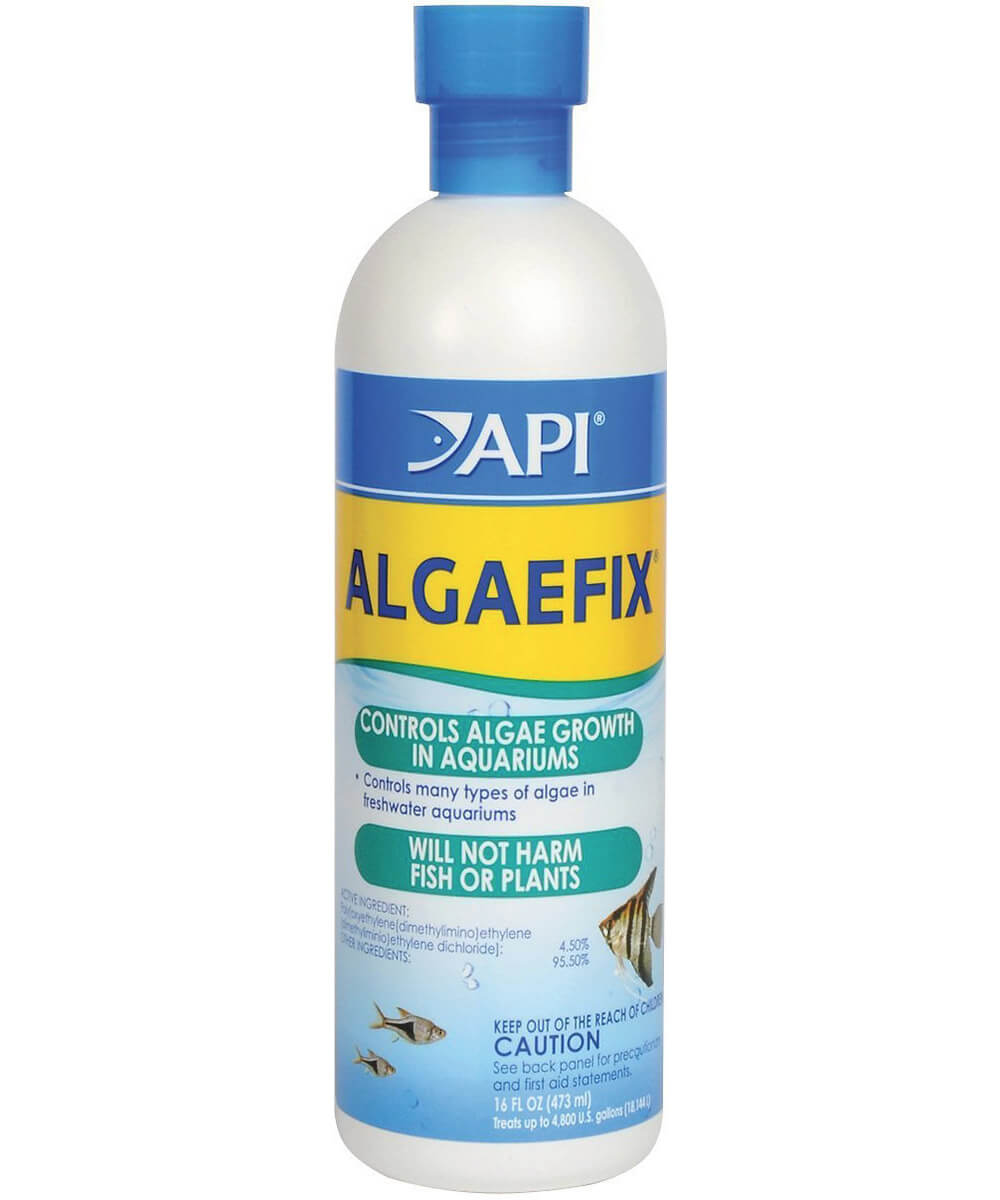 API®
ALGAEFIX®
CONTROLS ALGAE GROWTH
IN AQUARIUMS
• Controls many types of algae in
freshwater aquariums
WILL NOT HARM
FISH OR PLANTS
ACTIVE INGREDIENT:
Poly[oxyethylene(dimethylimino)ethylene
(dimethylimino)ethylene dichloride]: 4.50%
OTHER INGREDIENTS: 95.50%
KEEP OUT OF THE REACH OF CHILDREN
CAUTION
See back panel for precautionary
and first aid statements.
16 FL OZ (473 ml)
Treats up to 4,800 U.S. gallons (18,144 L)